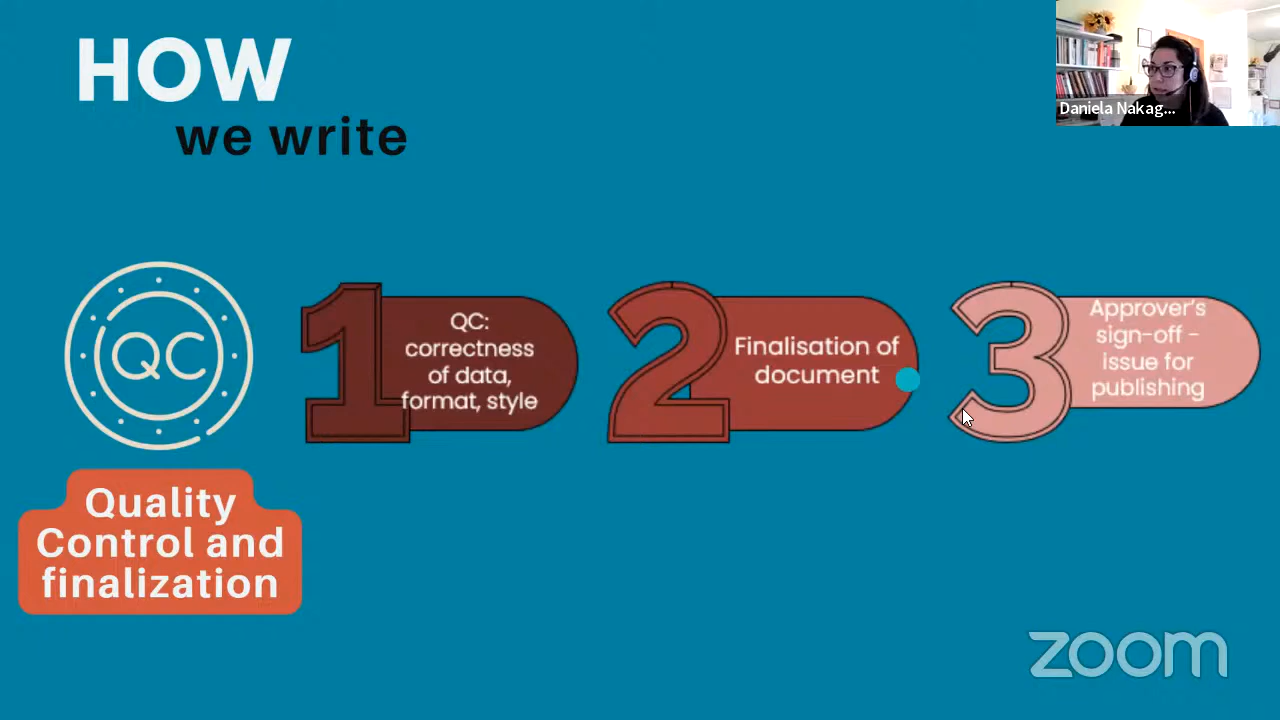 HOW
we write
Daniela Nakag...
QC
Quality
Control and
finalization
1
QC:
correctness
of data,
format, style
2
Finalisation of
document
3
Approver's
sign-off -
issue for
publishing
zoom